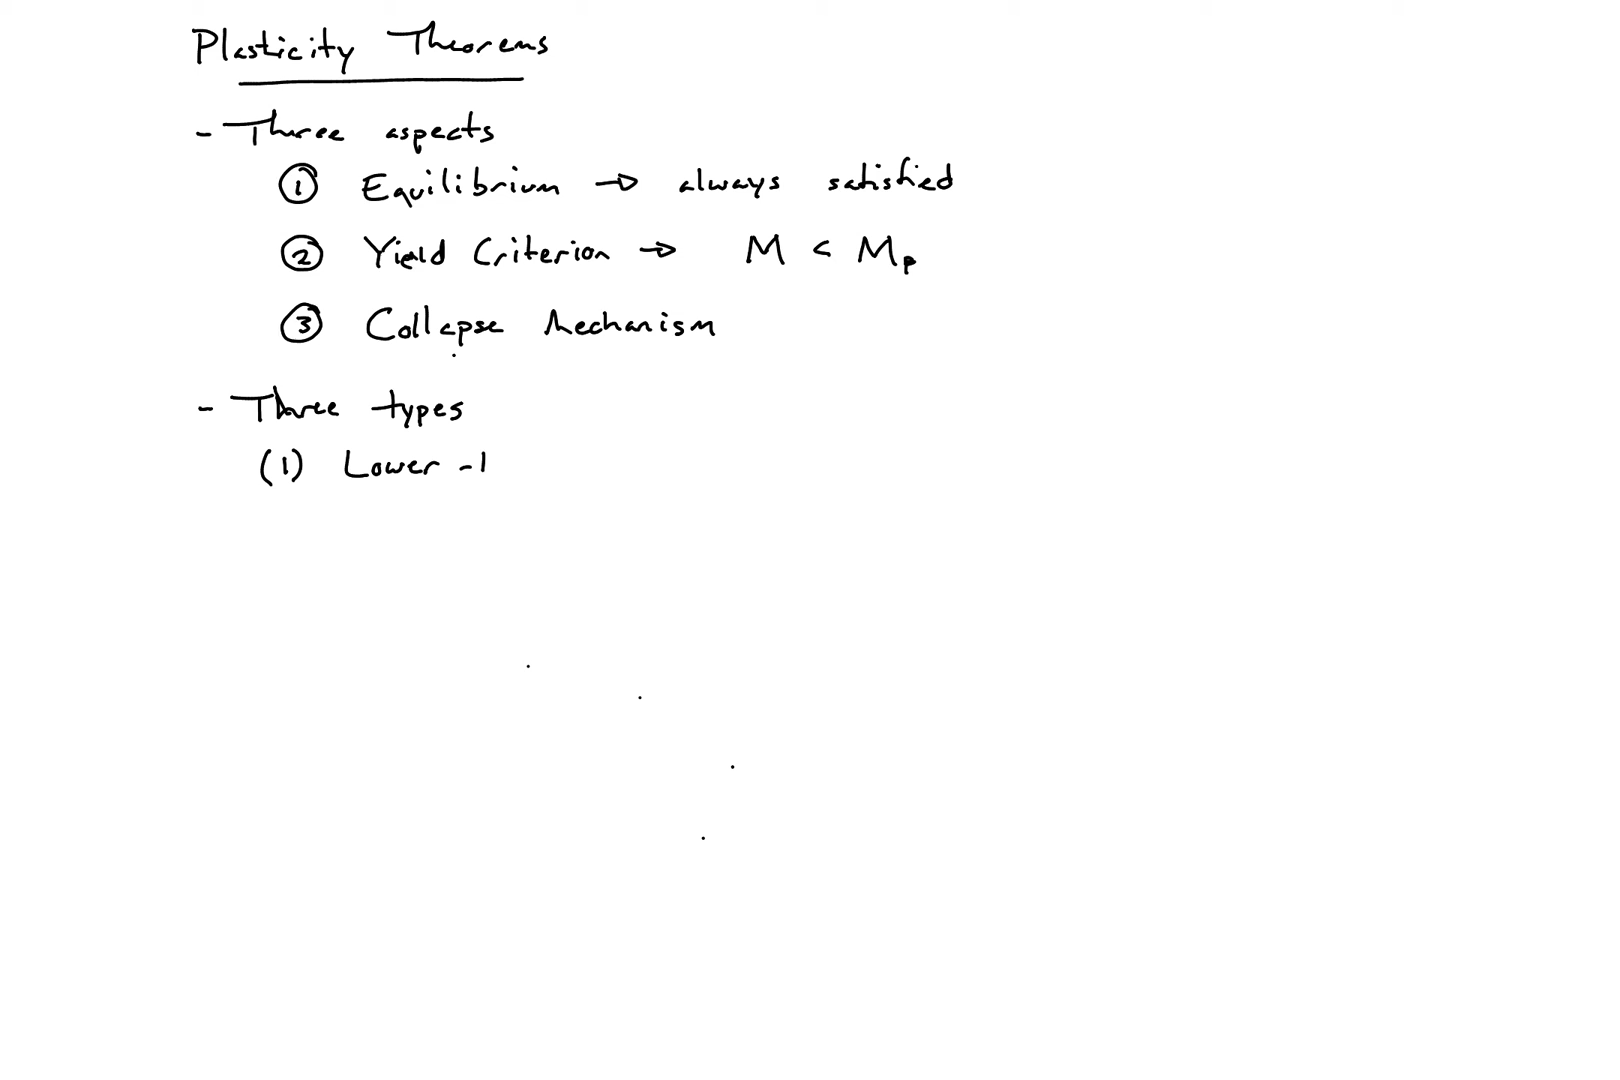 Plasticity Theorems
- Three aspects
① Equilibrium → always satisfied
② Yield Criterion → M < Mp
③ Collapse Mechanism
- Three types
(1) Lower -1